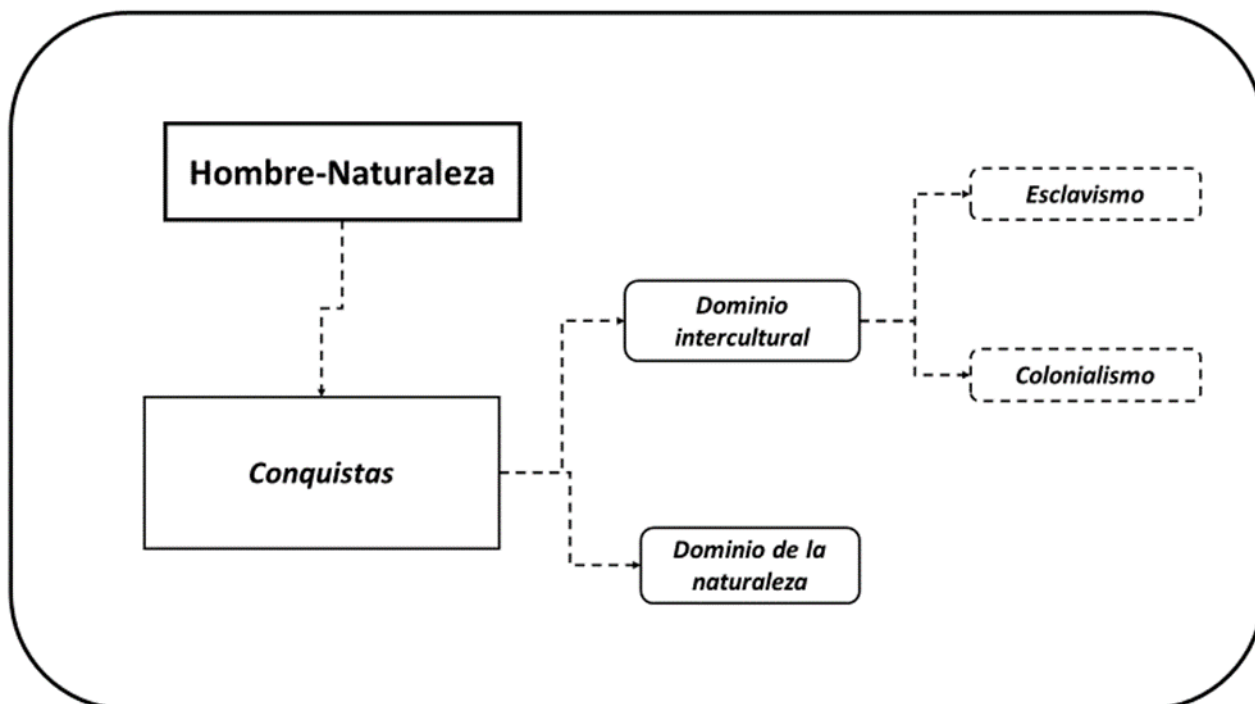 Hombre-Naturaleza
Esclavismo
Dominio
intercultural
Colonialismo
Conquistas
Dominio de la
naturaleza